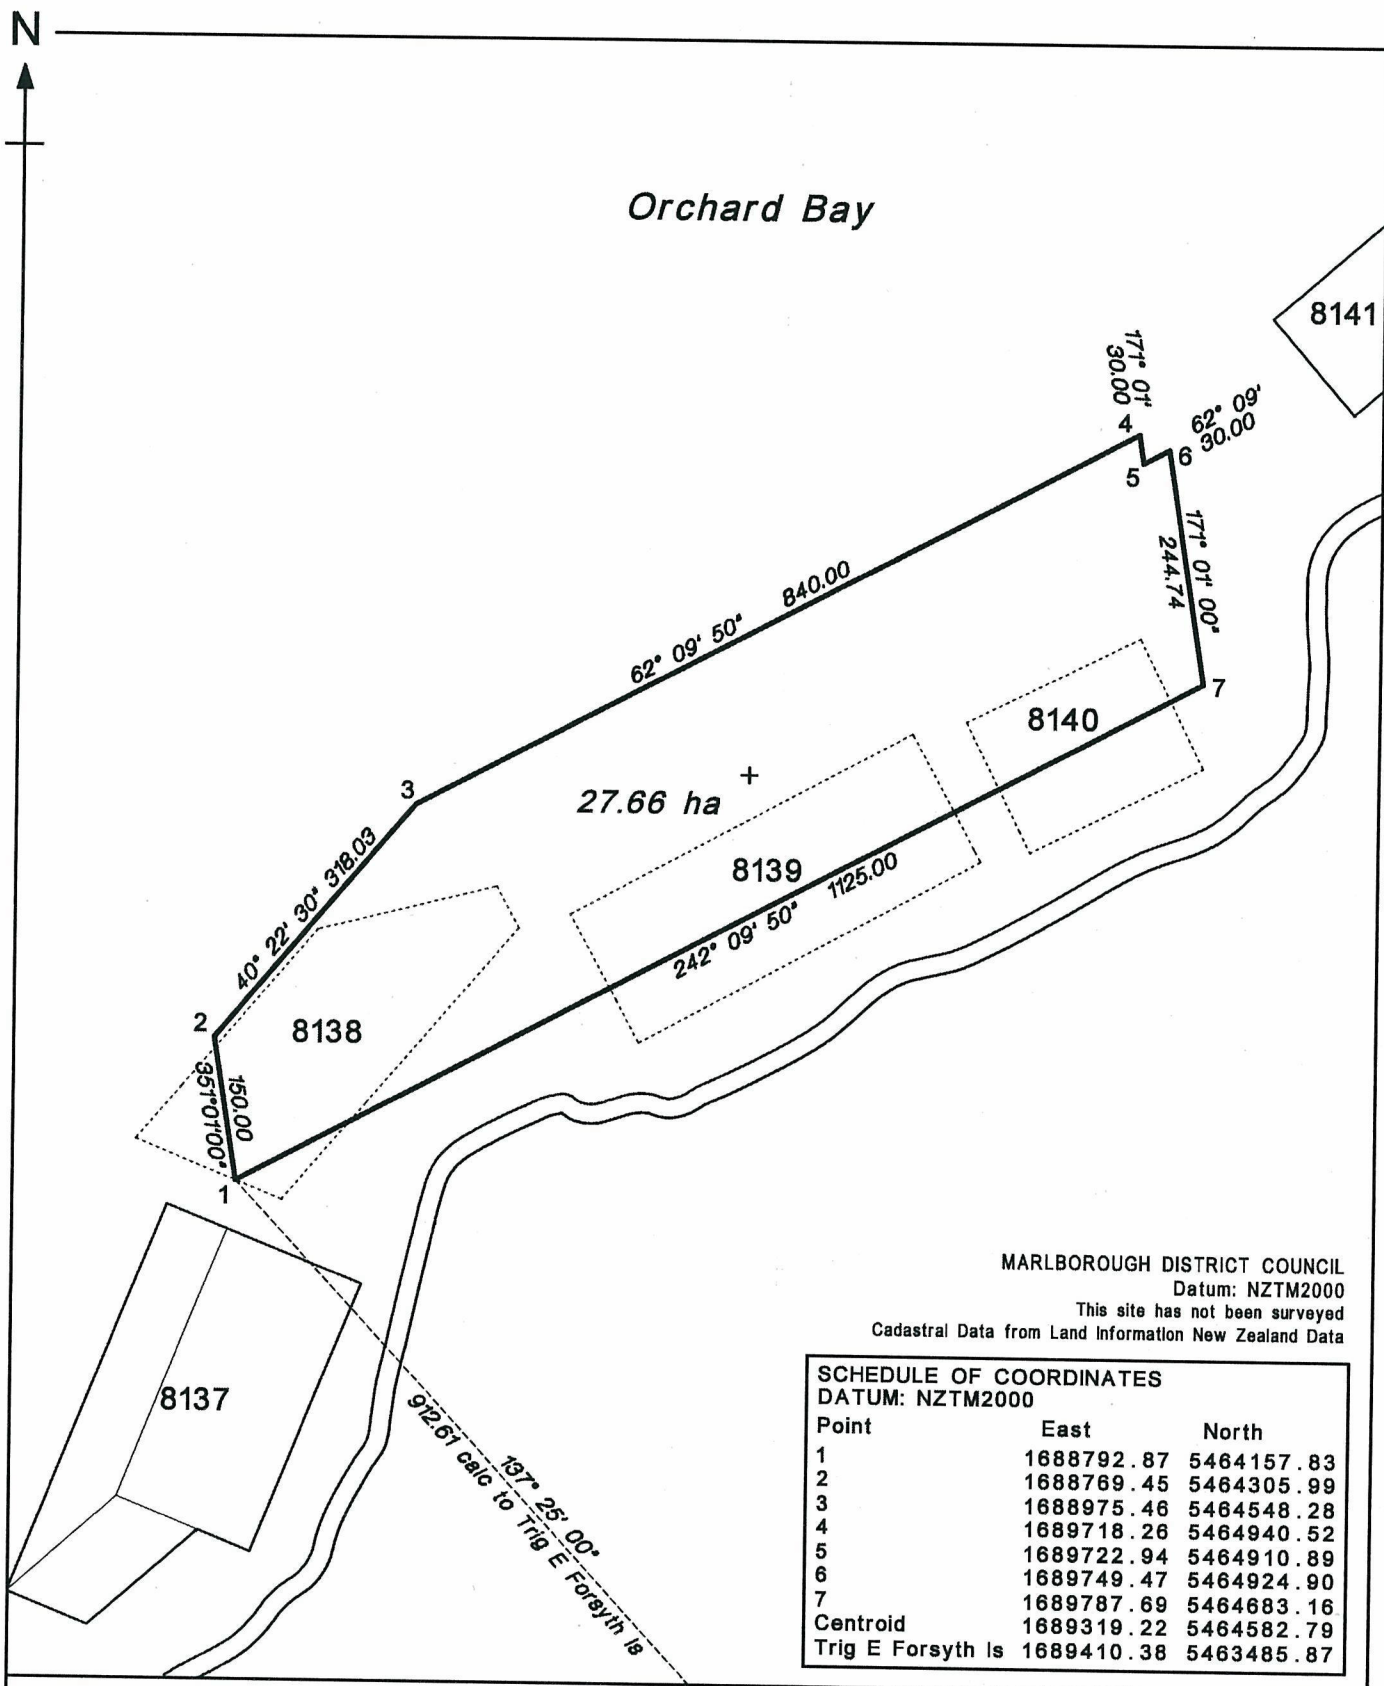 N
Orchard Bay
8141
171° 01'
30.00
4
62° 09'
30.00
6
5
171° 01' 00"
244.74
7
62° 09' 50" 840.00
8140
3
27.66 ha
8139
242° 09' 50" 1125.00
40° 22' 30" 318.03
2
8138
150.00
351°01'00"
1
8137
137° 25' 00"
912.61 calc to Trig E Forsyth Is
MARLBOROUGH DISTRICT COUNCIL
Datum: NZTM2000
This site has not been surveyed
Cadastral Data from Land Information New Zealand Data
SCHEDULE OF COORDINATES
DATUM: NZTM2000
Point East North
1 1688792.87 5464157.83
2 1688769.45 5464305.99
3 1688975.46 5464548.28
4 1689718.26 5464940.52
5 1689722.94 5464910.89
6 1689749.47 5464924.90
7 1689787.69 5464683.16
Centroid 1689319.22 5464582.79
Trig E Forsyth Is 1689410.38 5463485.87